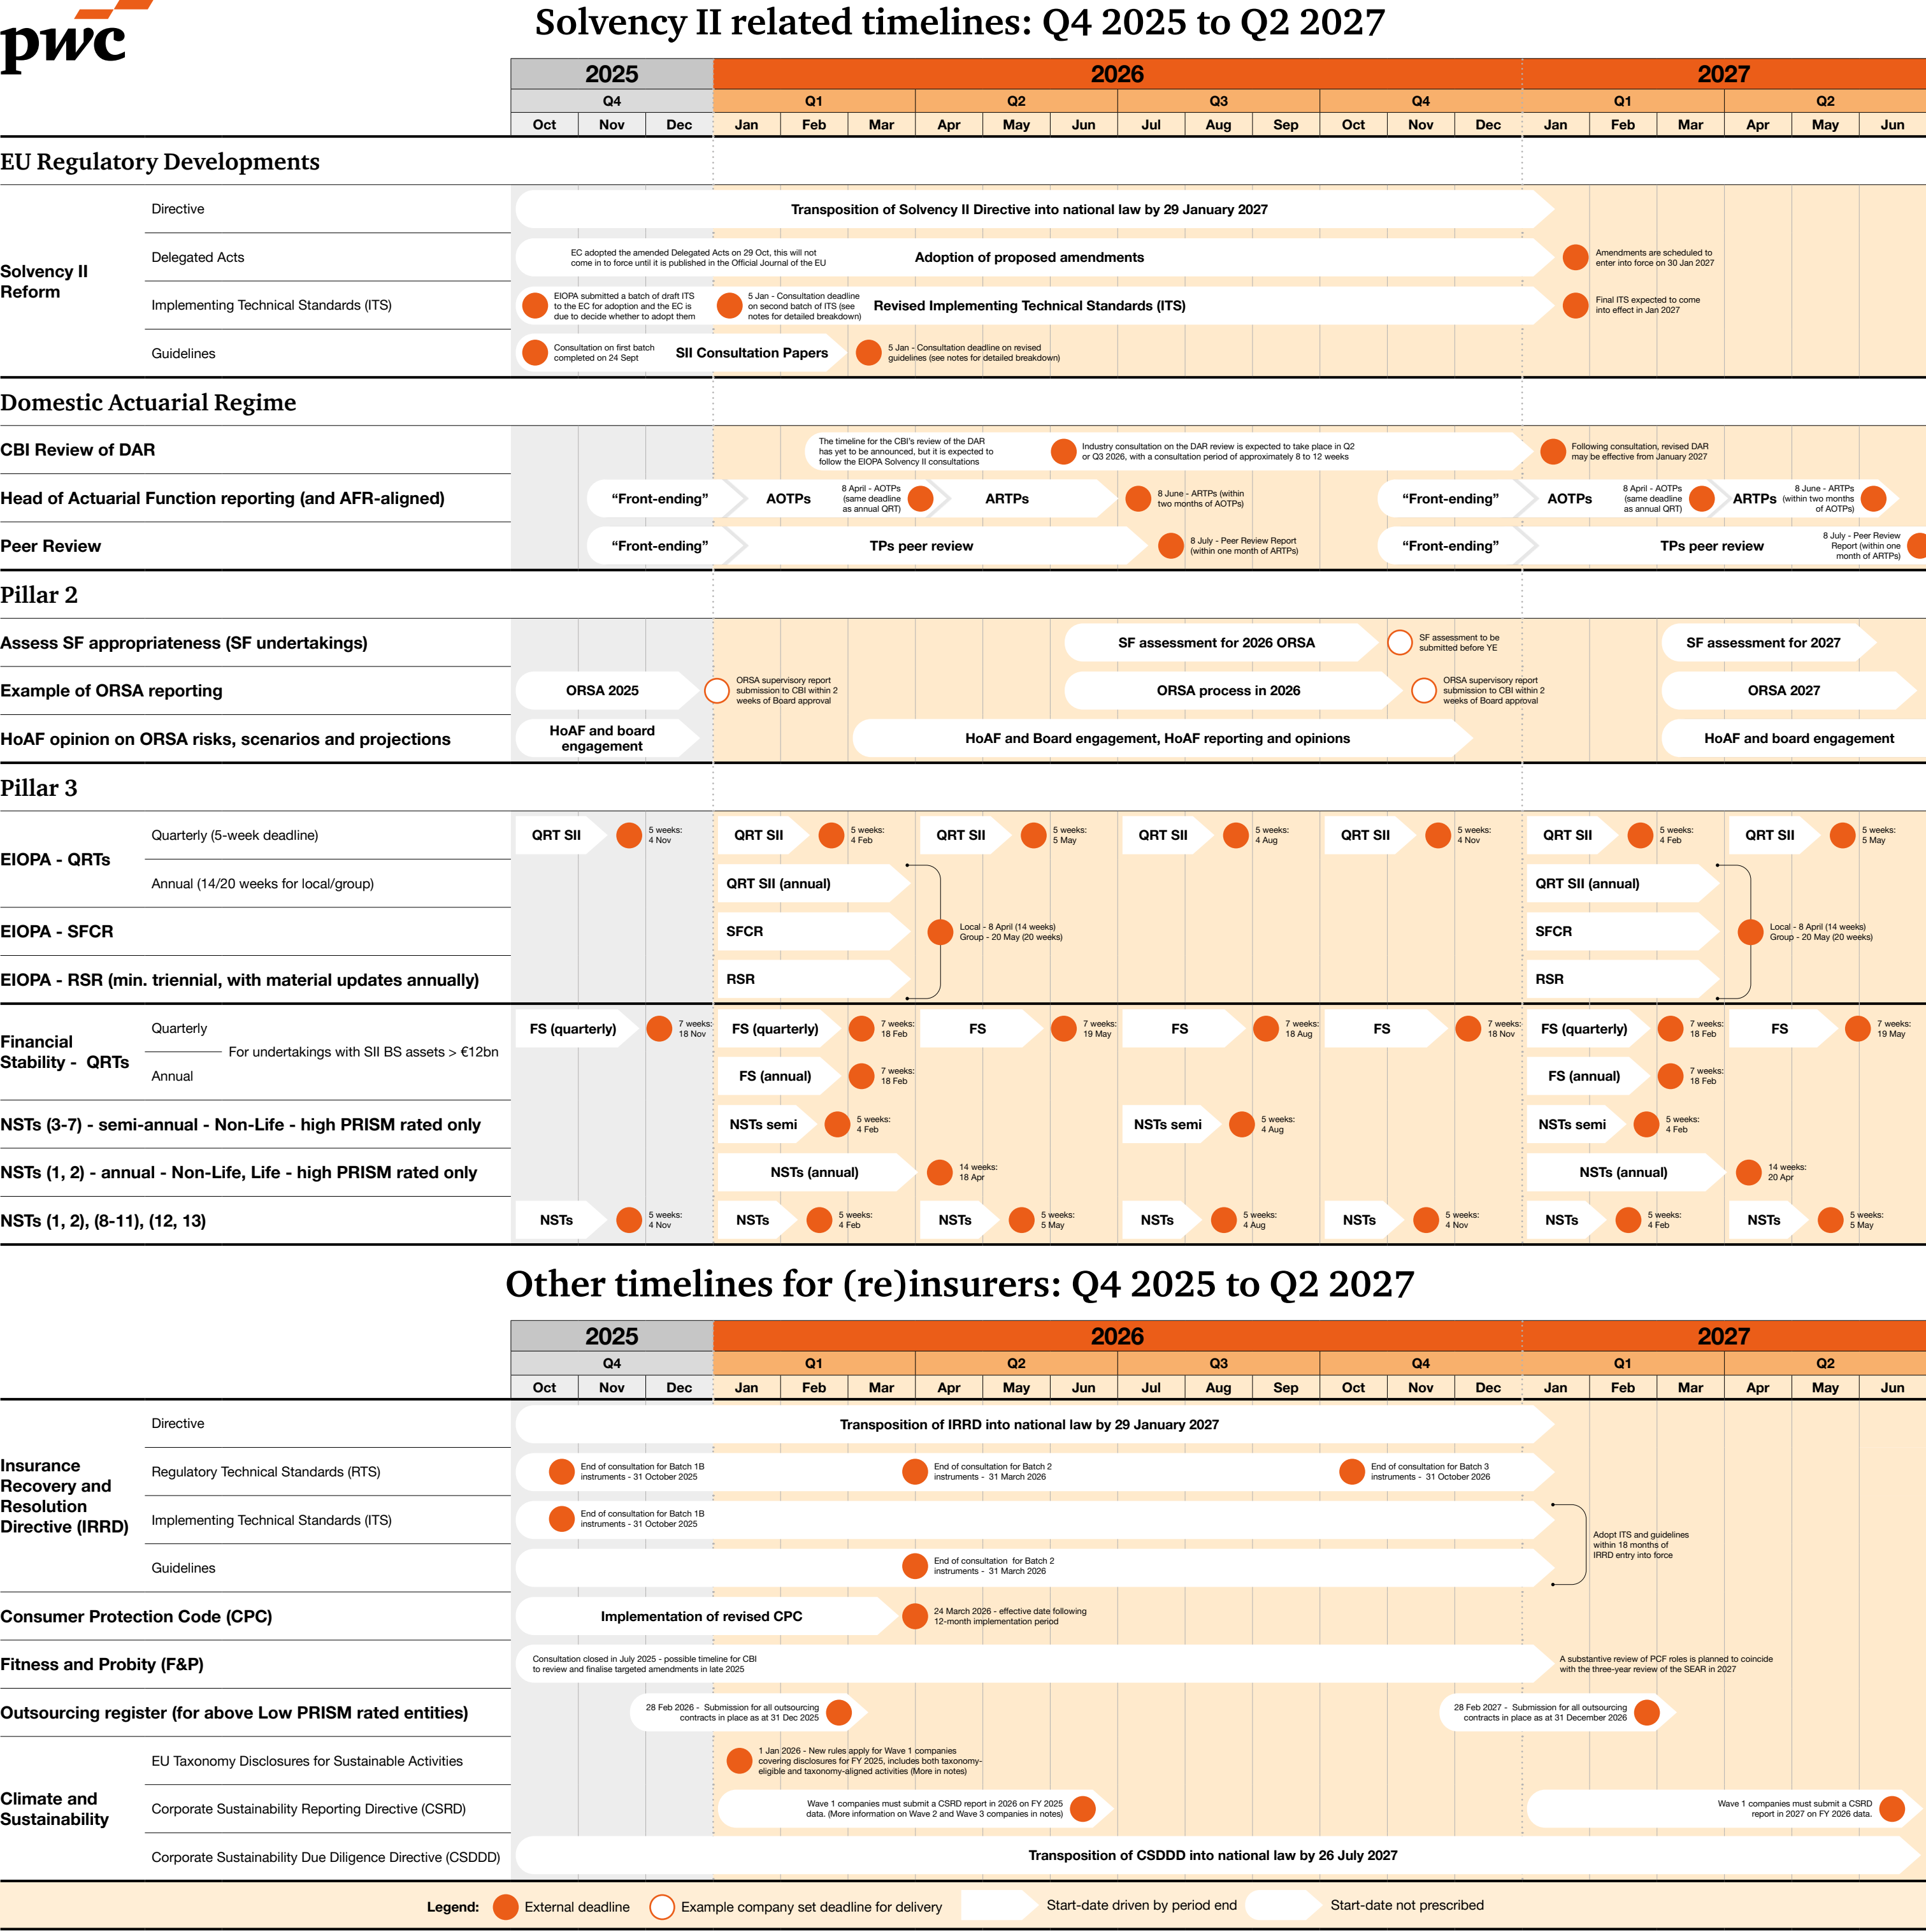 pwc
Solvency II related timelines: Q4 2025 to Q2 2027
2025 2026 2027
Q4 Q1 Q2 Q3 Q4 Q1 Q2
Oct Nov Dec Jan Feb Mar Apr May Jun Jul Aug Sep Oct Nov Dec Jan Feb Mar Apr May Jun
EU Regulatory Developments
Solvency II
Reform
Directive
Transposition of Solvency II Directive into national law by 29 January 2027
Delegated Acts
EC adopted the amended Delegated Acts on 29 Oct, this will not
come in to force until it is published in the Official Journal of the EU
Adoption of proposed amendments
Amendments are scheduled to
enter into force on 30 Jan 2027
Implementing Technical Standards (ITS)
EIOPA submitted a batch of draft ITS
to the EC for adoption and the EC is
due to decide whether to adopt them
5 Jan - Consultation deadline
on second batch of ITS (see
notes for detailed breakdown)
Revised Implementing Technical Standards (ITS)
Final ITS expected to come
into effect in Jan 2027
Guidelines
Consultation on first batch
completed on 24 Sept
SII Consultation Papers
5 Jan - Consultation deadline on revised
guidelines (see notes for detailed breakdown)
Domestic Actuarial Regime
CBI Review of DAR
The timeline for the CBI's review of the DAR
has yet to be announced, but it is expected to
follow the EIOPA Solvency II consultations
Industry consultation on the DAR review is expected to take place in Q2
or Q3 2026, with a consultation period of approximately 8 to 12 weeks
Following consultation, revised DAR
may be effective from January 2027
Head of Actuarial Function reporting (and AFR-aligned)
“Front-ending”
AOTPs
8 April - AOTPs
(same deadline
as annual QRT)
ARTPs
8 June - ARTPs (within
two months of AOTPs)
“Front-ending”
AOTPs
8 April - AOTPs
(same deadline
as annual QRT)
ARTPs
8 June - ARTPs
(within two months
of AOTPs)
Peer Review
“Front-ending”
TPs peer review
8 July - Peer Review Report
(within one month of ARTPs)
“Front-ending”
TPs peer review
8 July - Peer Review
Report (within one
month of ARTPs)
Pillar 2
Assess SF appropriateness (SF undertakings)
SF assessment for 2026 ORSA
SF assessment to be
submitted before YE
SF assessment for 2027
Example of ORSA reporting
ORSA 2025
ORSA supervisory report
submission to CBI within 2
weeks of Board approval
ORSA process in 2026
ORSA supervisory report
submission to CBI within 2
weeks of Board approval
ORSA 2027
HoAF opinion on ORSA risks, scenarios and projections
HoAF and board
engagement
HoAF and Board engagement, HoAF reporting and opinions
HoAF and board engagement
Pillar 3
EIOPA - QRTs
Quarterly (5-week deadline)
QRT SII
5 weeks:
4 Nov
QRT SII
5 weeks:
4 Feb
QRT SII
5 weeks:
5 May
QRT SII
5 weeks:
4 Aug
QRT SII
5 weeks:
4 Nov
QRT SII
5 weeks:
4 Feb
QRT SII
5 weeks:
5 May
Annual (14/20 weeks for local/group)
QRT SII (annual)
QRT SII (annual)
EIOPA - SFCR
SFCR
Local - 8 April (14 weeks)
Group - 20 May (20 weeks)
SFCR
Local - 8 April (14 weeks)
Group - 20 May (20 weeks)
EIOPA - RSR (min. triennial, with material updates annually)
RSR
RSR
Financial
Stability - QRTs
Quarterly
For undertakings with SII BS assets > €12bn
Annual
FS (quarterly)
7 weeks:
18 Nov
FS (quarterly)
7 weeks:
18 Feb
FS
7 weeks:
19 May
FS
7 weeks:
18 Aug
FS
7 weeks:
18 Nov
FS (quarterly)
7 weeks:
18 Feb
FS
7 weeks:
19 May
FS (annual)
7 weeks:
18 Feb
FS (annual)
7 weeks:
18 Feb
NSTs (3-7) - semi-annual - Non-Life - high PRISM rated only
NSTs semi
5 weeks:
4 Feb
NSTs semi
5 weeks:
4 Aug
NSTs semi
5 weeks:
4 Feb
NSTs (1, 2) - annual - Non-Life, Life - high PRISM rated only
NSTs (annual)
14 weeks:
18 Apr
NSTs (annual)
14 weeks:
20 Apr
NSTs (1, 2), (8-11), (12, 13)
NSTs
5 weeks:
4 Nov
NSTs
5 weeks:
4 Feb
NSTs
5 weeks:
5 May
NSTs
5 weeks:
4 Aug
NSTs
5 weeks:
4 Nov
NSTs
5 weeks:
4 Feb
NSTs
5 weeks:
5 May
Other timelines for (re)insurers: Q4 2025 to Q2 2027
2025 2026 2027
Q4 Q1 Q2 Q3 Q4 Q1 Q2
Oct Nov Dec Jan Feb Mar Apr May Jun Jul Aug Sep Oct Nov Dec Jan Feb Mar Apr May Jun
Insurance
Recovery and
Resolution
Directive (IRRD)
Directive
Transposition of IRRD into national law by 29 January 2027
Regulatory Technical Standards (RTS)
End of consultation for Batch 1B
instruments - 31 October 2025
End of consultation for Batch 2
instruments - 31 March 2026
End of consultation for Batch 3
instruments - 31 October 2026
Implementing Technical Standards (ITS)
End of consultation for Batch 1B
instruments - 31 October 2025
Adopt ITS and guidelines
within 18 months of
IRRD entry into force
Guidelines
End of consultation for Batch 2
instruments - 31 March 2026
Consumer Protection Code (CPC)
Implementation of revised CPC
24 March 2026 - effective date following
12-month implementation period
Fitness and Probity (F&P)
Consultation closed in July 2025 - possible timeline for CBI
to review and finalise targeted amendments in late 2025
A substantive review of PCF roles is planned to coincide
with the three-year review of the SEAR in 2027
Outsourcing register (for above Low PRISM rated entities)
28 Feb 2026 - Submission for all outsourcing
contracts in place as at 31 Dec 2025
28 Feb 2027 - Submission for all outsourcing
contracts in place as at 31 December 2026
Climate and
Sustainability
EU Taxonomy Disclosures for Sustainable Activities
1 Jan 2026 - New rules apply for Wave 1 companies
covering disclosures for FY 2025, includes both taxonomy-
eligible and taxonomy-aligned activities (More in notes)
Corporate Sustainability Reporting Directive (CSRD)
Wave 1 companies must submit a CSRD report in 2026 on FY 2025
data. (More information on Wave 2 and Wave 3 companies in notes)
Wave 1 companies must submit a CSRD
report in 2027 on FY 2026 data.
Corporate Sustainability Due Diligence Directive (CSDDD)
Transposition of CSDDD into national law by 26 July 2027
Legend: External deadline Example company set deadline for delivery Start-date driven by period end Start-date not prescribed